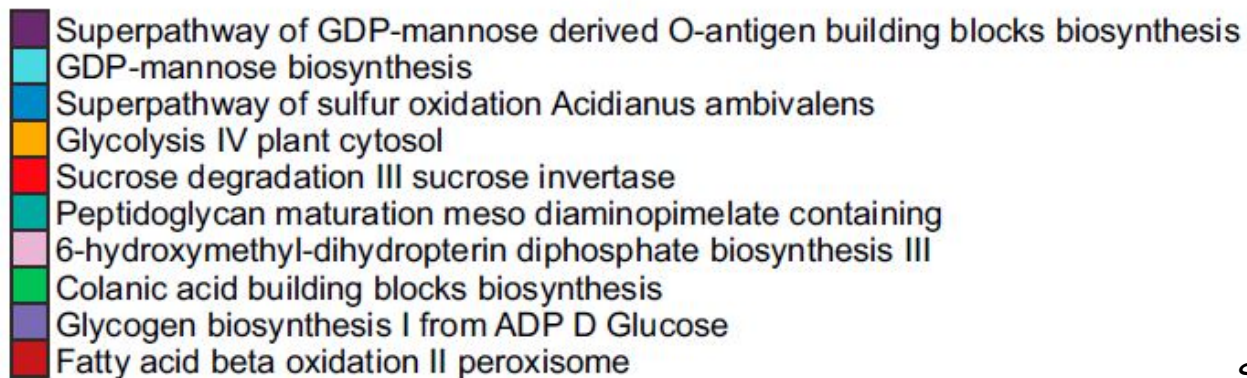 Superpathway of GDP-mannose derived O-antigen building blocks biosynthesis
GDP-mannose biosynthesis
Superpathway of sulfur oxidation Acidianus ambivalens
Glycolysis IV plant cytosol
Sucrose degradation III sucrose invertase
Peptidoglycan maturation meso diaminopimelate containing
6-hydroxymethyl-dihydropterin diphosphate biosynthesis III
Colanic acid building blocks biosynthesis
Glycogen biosynthesis I from ADP D Glucose
Fatty acid beta oxidation II peroxisome